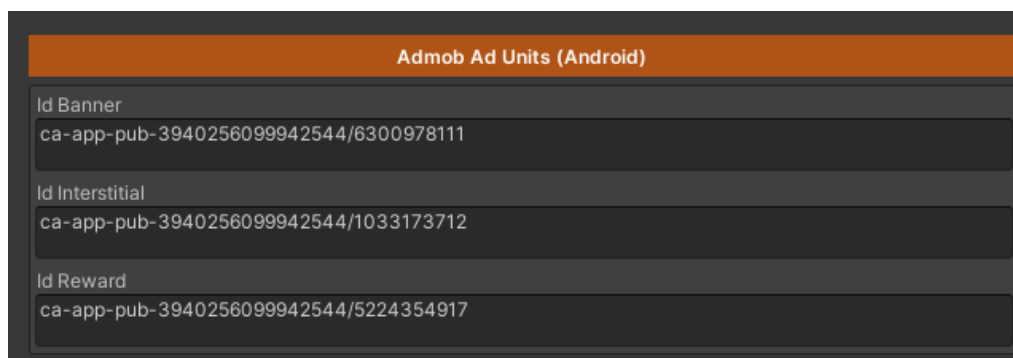 Admob Ad Units (Android)
Id Banner
ca-app-pub-3940256099942544/6300978111
Id Interstitial
ca-app-pub-3940256099942544/1033173712
Id Reward
ca-app-pub-3940256099942544/5224354917